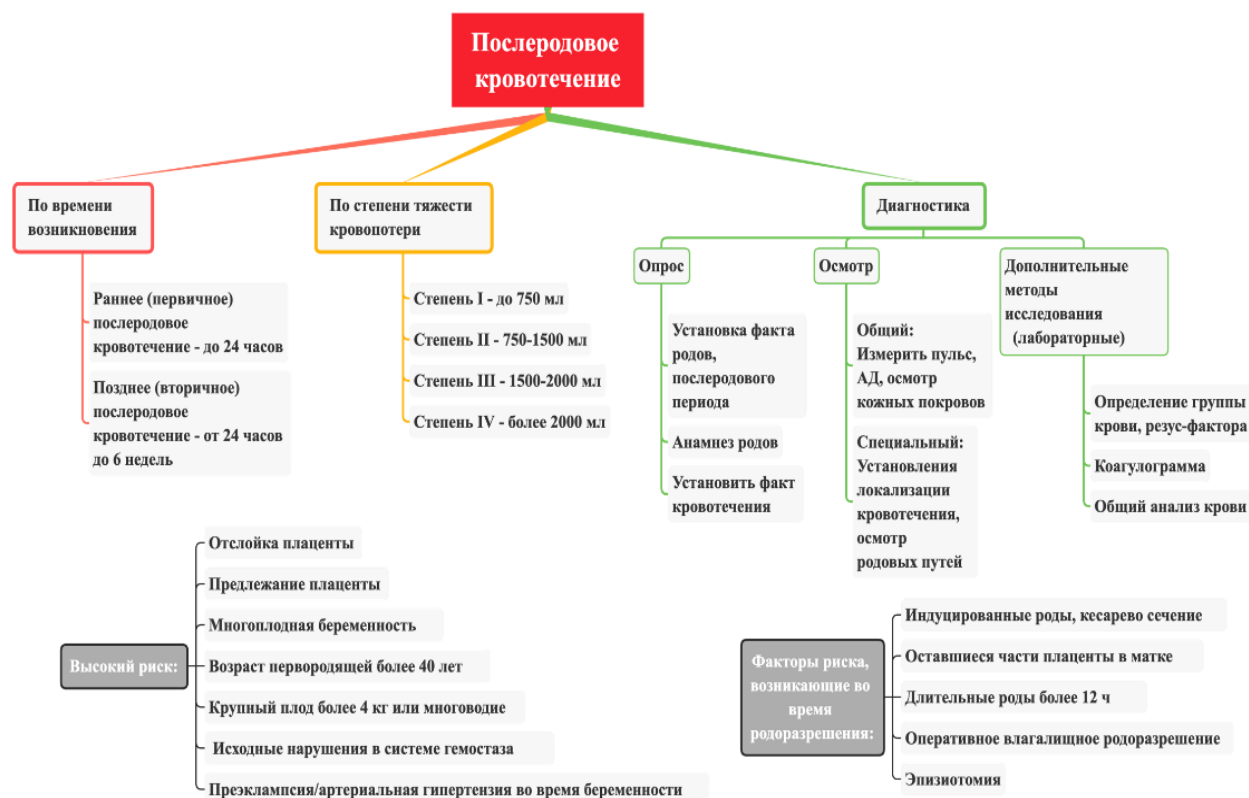 Послеродовое
кровотечение
По времени
возникновения
Раннее (первичное)
послеродовое
кровотечение - до 24 часов
Позднее (вторичное)
послеродовое
кровотечение - от 24 часов
до 6 недель
По степени тяжести
кровопотери
Степень I - до 750 мл
Степень II - 750-1500 мл
Степень III - 1500-2000 мл
Степень IV - более 2000 мл
Диагностика
Опрос
Установка факта
родов,
послеродового
периода
Анамнез родов
Установить факт
кровотечения
Осмотр
Общий:
Измерить пульс,
АД, осмотр
кожных покровов
Специальный:
Установления
локализации
кровотечения,
осмотр
родовых путей
Дополнительные
методы
исследования
(лабораторные)
Определение группы
крови, резус-фактора
Коагулограмма
Общий анализ крови
Высокий риск:
Отслойка плаценты
Предлежание плаценты
Многоплодная беременность
Возраст первородящей более 40 лет
Крупный плод более 4 кг или многоводие
Исходные нарушения в системе гемостаза
Преэклампсия/артериальная гипертензия во время беременности
Факторы риска,
возникающие во
время
родоразрешения:
Индуцированные роды, кесарево сечение
Оставшиеся части плаценты в матке
Длительные роды более 12 ч
Оперативное влагалищное родоразрешение
Эпизиотомия